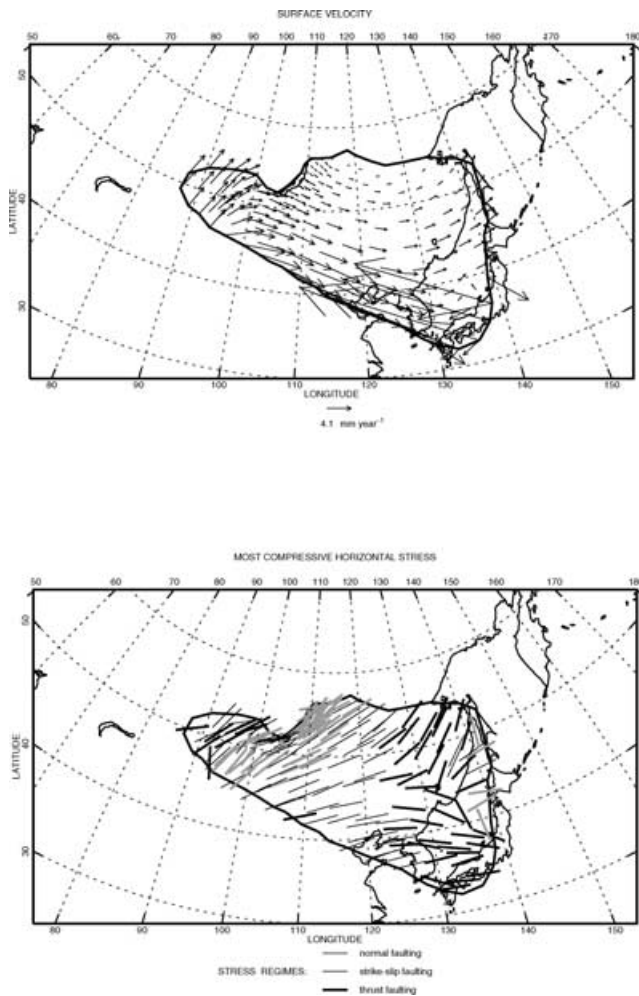 SURFACE VELOCITY
50 60 70 80 90 100 110 120 130 140 150 160 270 180
50
40
30
LATITUDE
80 90 100 110 120 130 140 150
LONGITUDE
4.1 mm year⁻¹
MOST COMPRESSIVE HORIZONTAL STRESS
50 60 70 80 90 100 110 120 130 140 150 160 170 180
50
40
30
LATITUDE
80 90 100 110 120 130 140 150
LONGITUDE
normal faulting
STRESS REGIMES: strike-slip faulting
thrust faulting